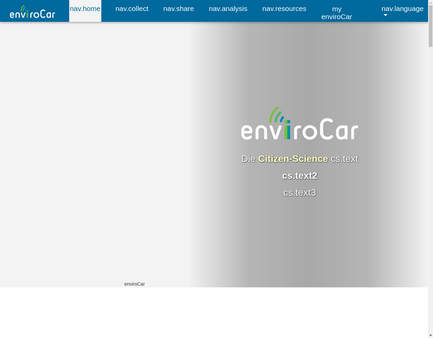 enviroCar
nav.home
nav.collect
nav.share
nav.analysis
nav.resources
my
enviroCar
nav.language
enviroCar
Die Citizen-Science cs.text
cs.text2
cs.text3
enviroCar